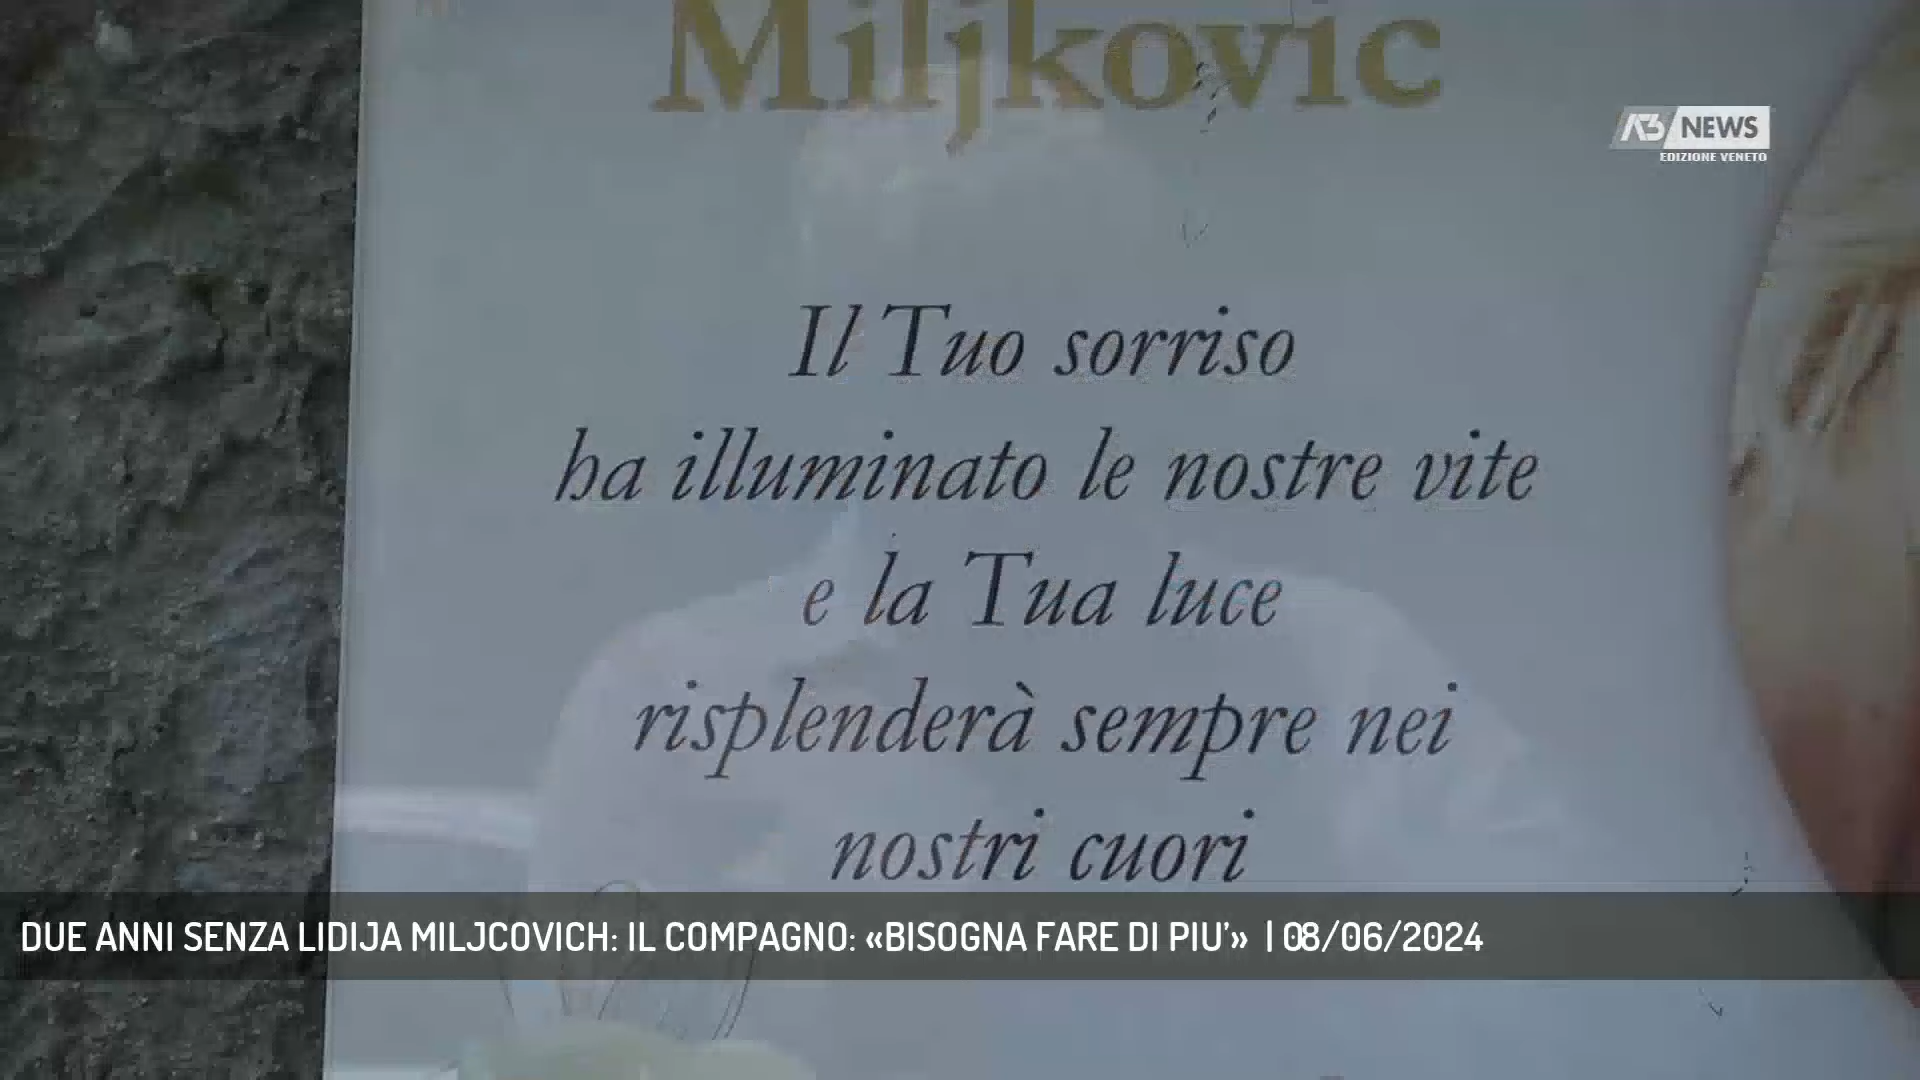 Miljkovic
A3 NEWS
EDIZIONE VENETO
Il Tuo sorriso
ha illuminato le nostre vite
e la Tua luce
risplenderà sempre nei
nostri cuori
DUE ANNI SENZA LIDIJA MILJCOVICH: IL COMPAGNO: «BISOGNA FARE DI PIU'» | 08/06/2024